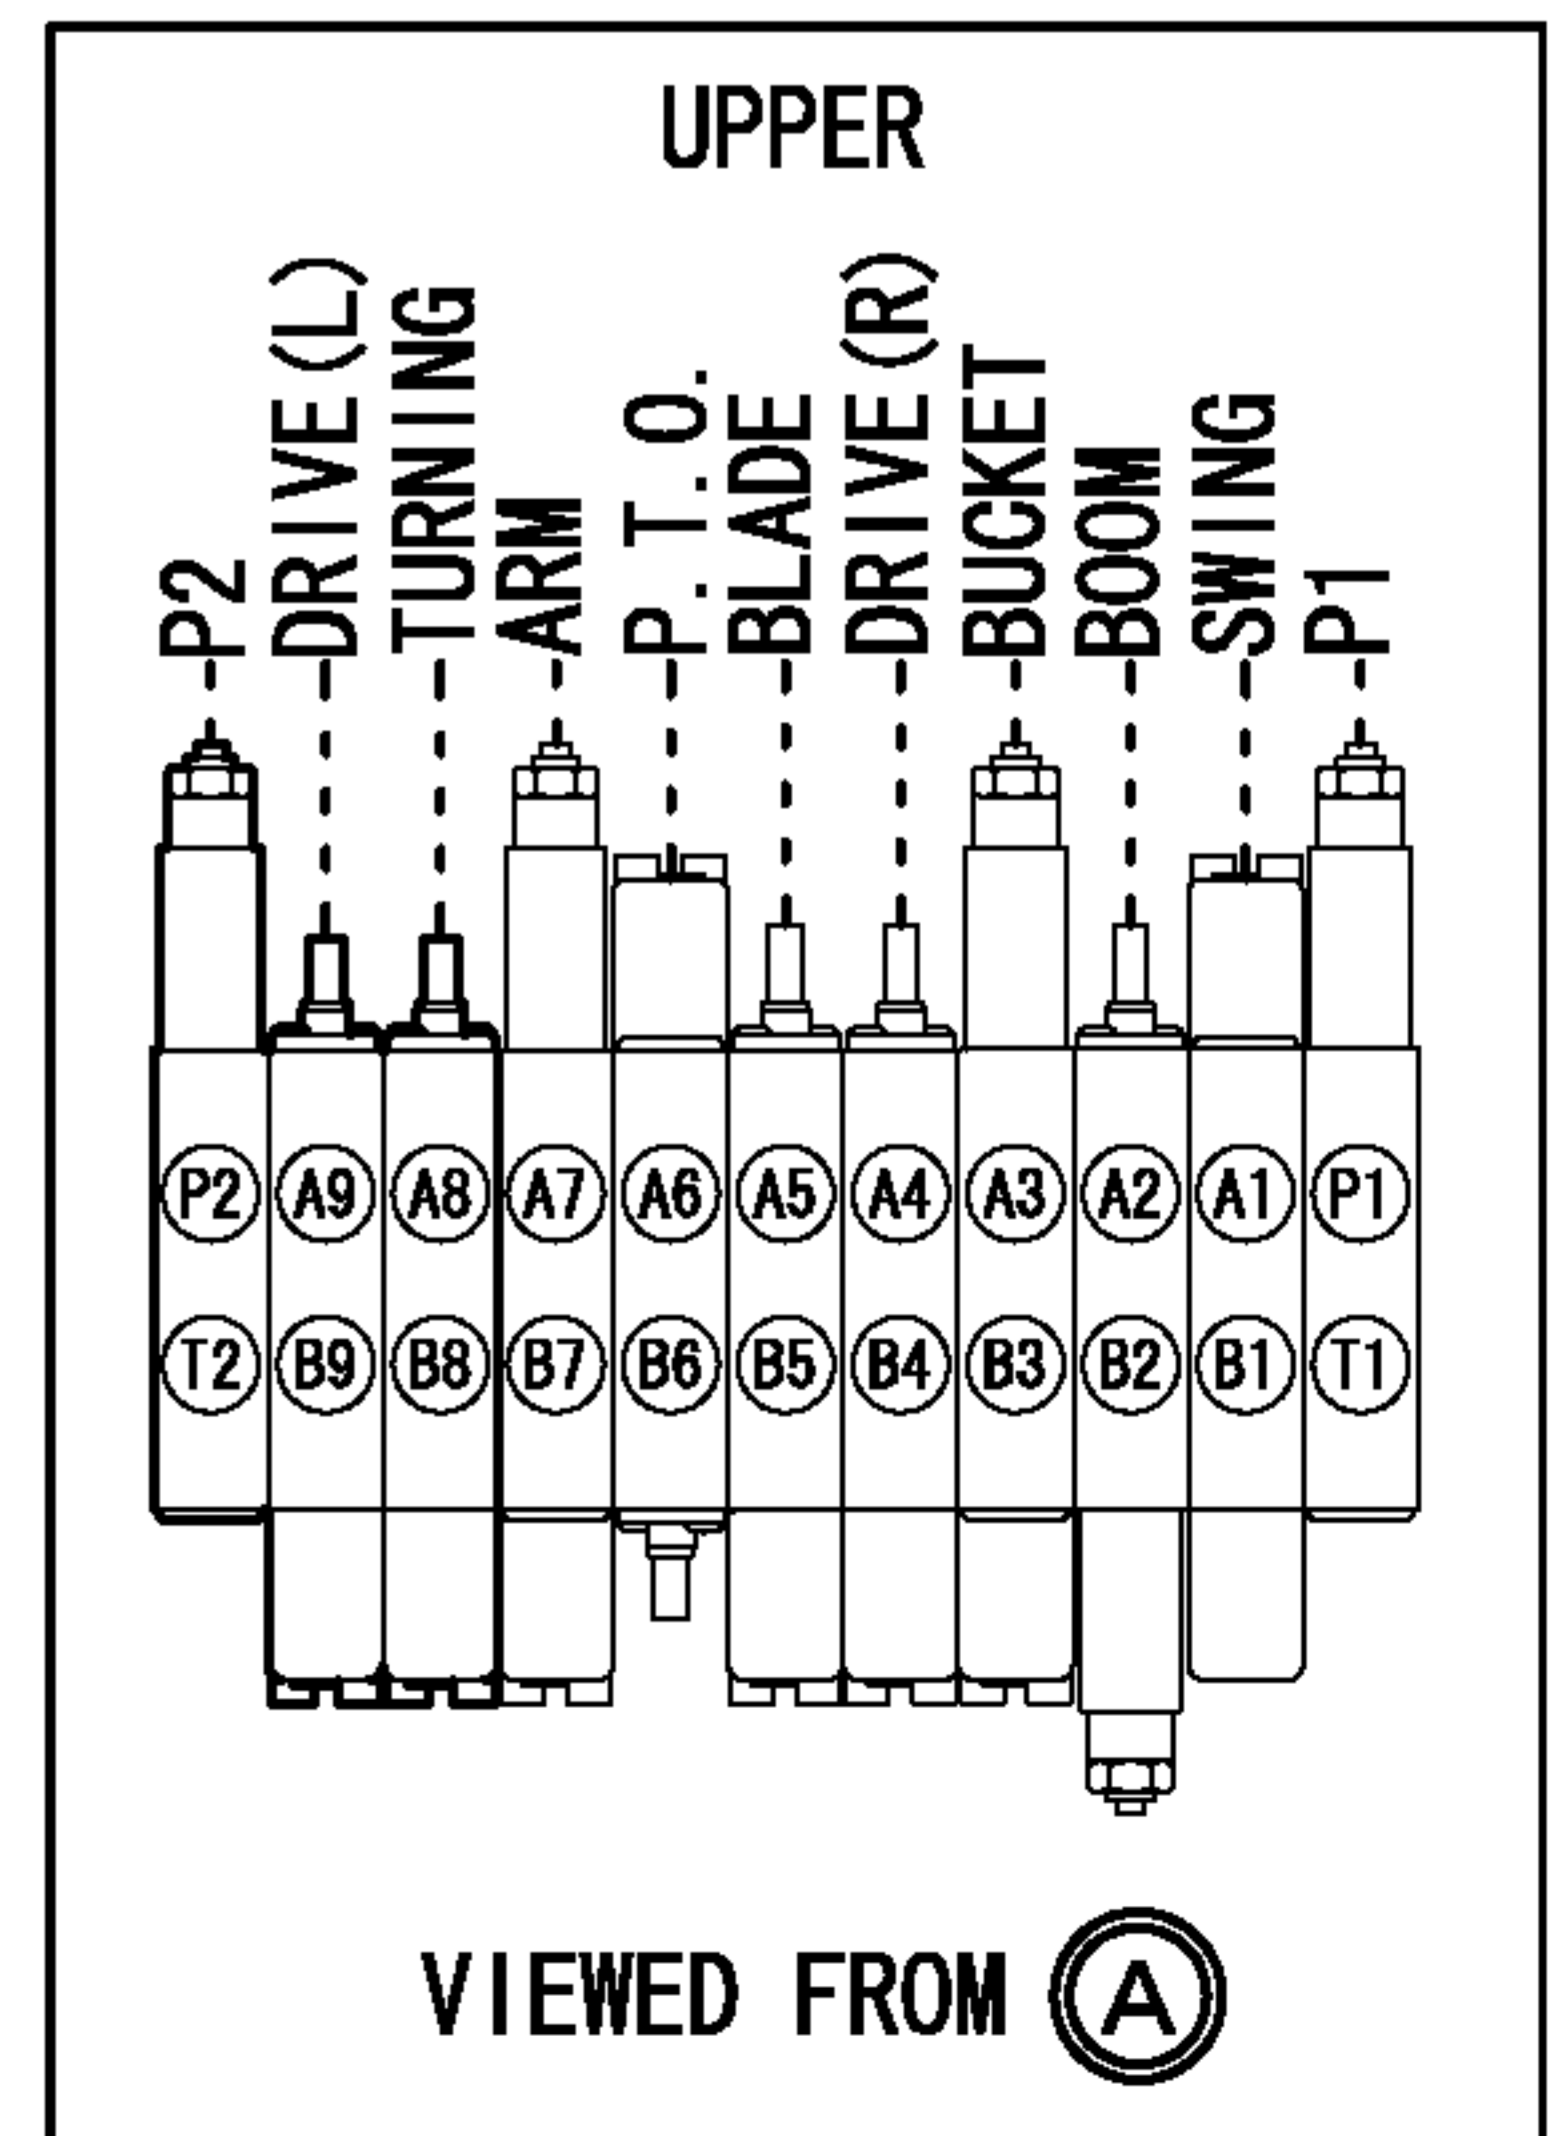 UPPER
P2
DRIVE(L)
TURNING
ARM
P.T.O.
BLADE
DRIVE(R)
BUCKET
BOOM
SWING
P1
P2 A9 A8 A7 A6 A5 A4 A3 A2 A1 P1
T2 B9 B8 B7 B6 B5 B4 B3 B2 B1 T1
VIEWED FROM A